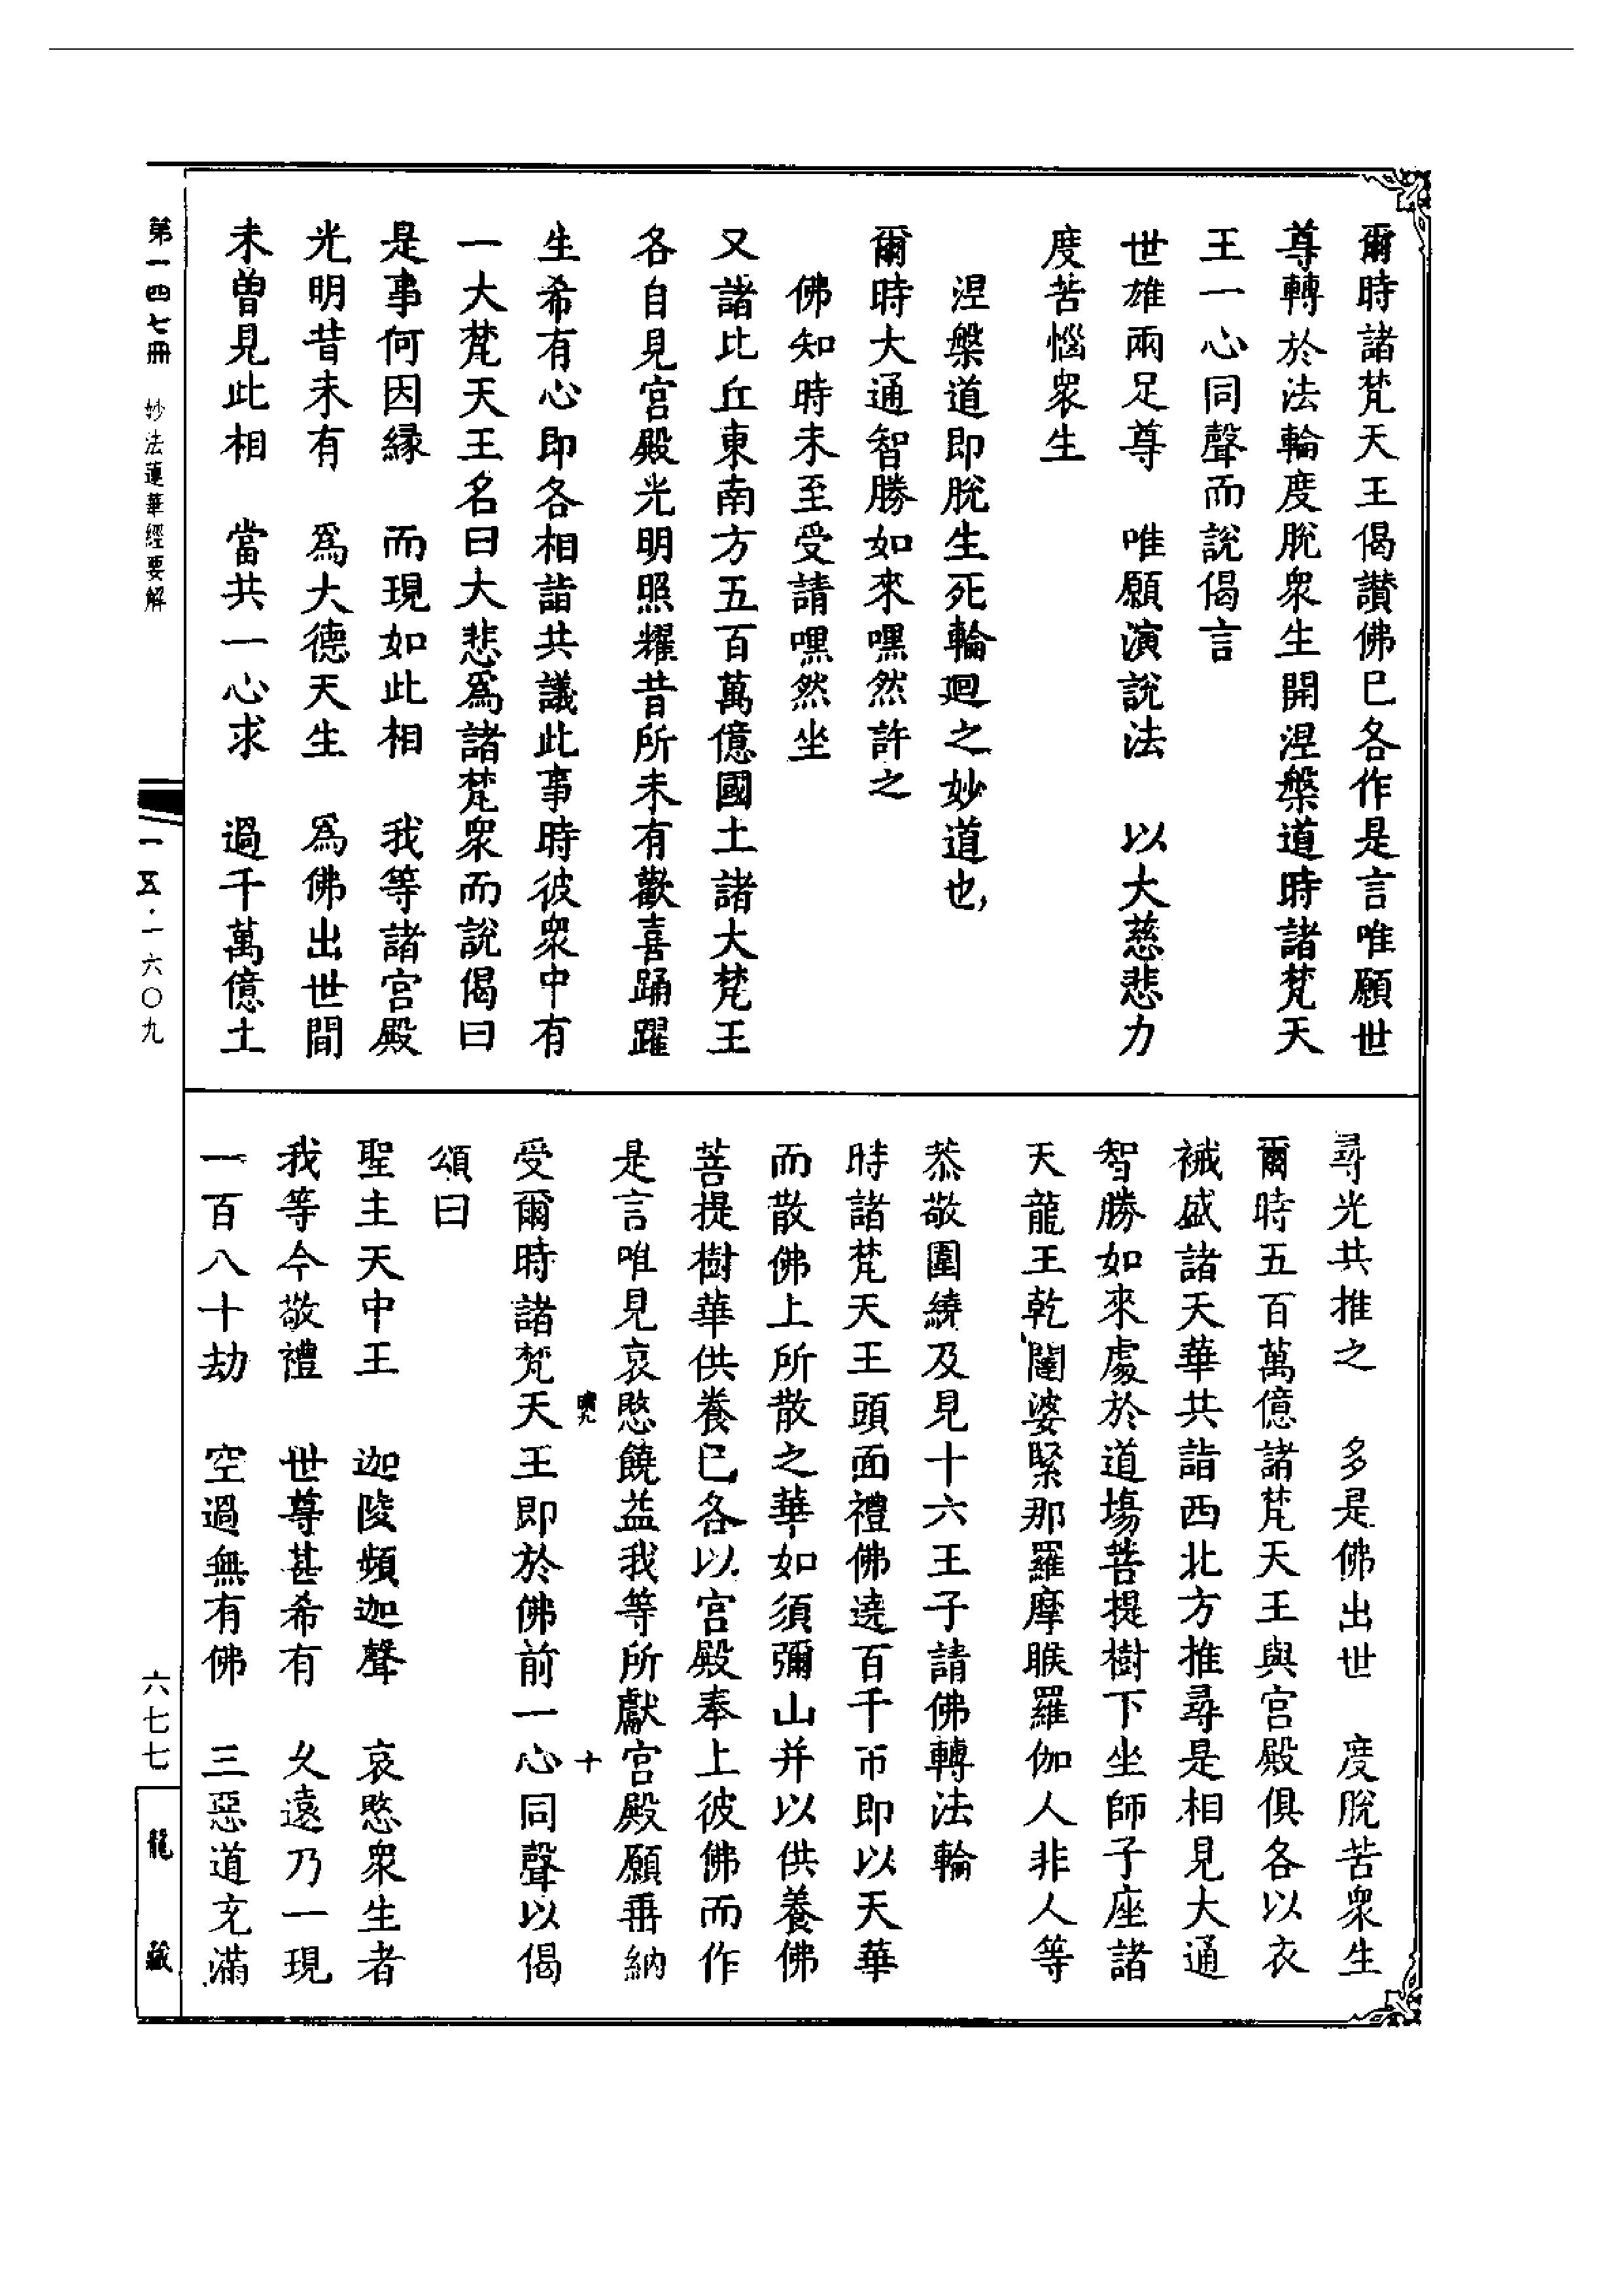 爾時諸梵天王偈讃佛已各作是言唯願世
尊轉於法輪度脫衆生開涅槃道時諸梵天
王一心同聲而說偈言
世雄兩足尊　唯願演說法　以大慈悲力
度苦惱衆生
涅槃道即脫生死輪迴之妙道也
爾時大通智勝如來嘿然許之
佛知時未至受請嘿然坐
又諸比丘東南方五百萬億國土諸大梵王
各自見宮殿光明照耀昔所未有歡喜踊躍
生希有心即各相詣共議此事時彼衆中有
一大梵天王名曰大悲爲諸梵衆而說偈曰
是事何因緣　而現如此相　我等諸宮殿
光明昔未有　爲大德天生　爲佛出世間
未曾見此相　當共一心求　過千萬億土
尋光共推之　多是佛出世　度脫苦衆生
爾時五百萬億諸梵天王與宮殿俱各以衣
裓盛諸天華共詣西北方推尋是相見大通
智勝如來處於道場菩提樹下坐師子座諸
天龍王乾闥婆緊那羅摩睺羅伽人非人等
恭敬圍繞及見十六王子請佛轉法輪
時諸梵天王頭面禮佛遶百千帀即以天華
而散佛上所散之華如須彌山并以供養佛
菩提樹華供養已各以宮殿奉上彼佛而作
是言唯見哀愍饒益我等所獻宮殿願垂納
十
受爾時諸梵天王即於佛前一心同聲以偈
頌曰
聖主天中王　迦陵頻迦聲　哀愍衆生者
我等今敬禮　世尊甚希有　久遠乃一現
一百八十劫　空過無有佛　三惡道充滿
第一四七冊　妙法蓮華經要解
一五·一六〇九
六七七
龍藏